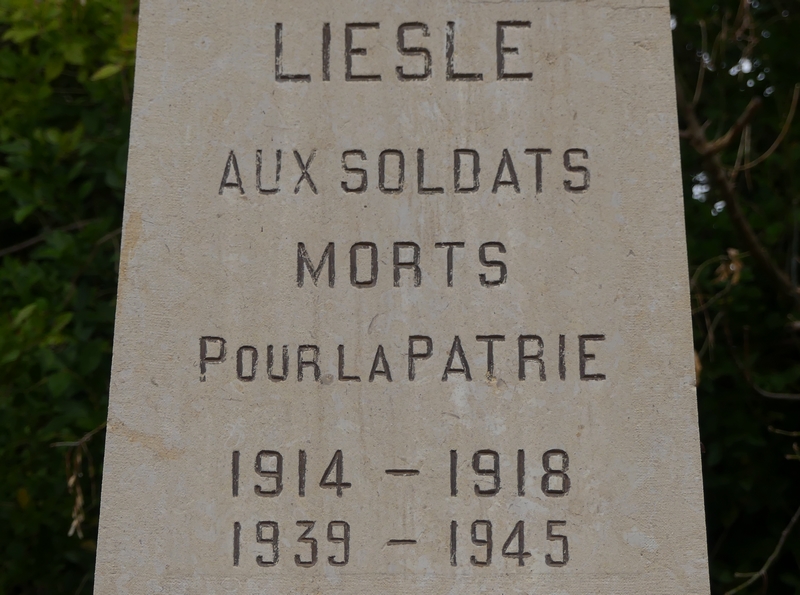 LIESLE
AUX SOLDATS
MORTS
POUR LA PATRIE
1914 - 1918
1939 - 1945